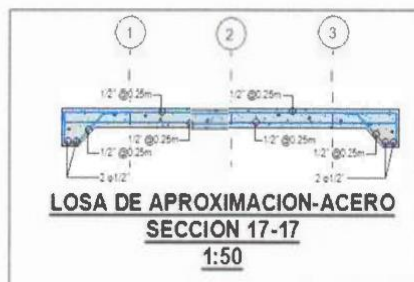 1 2 3
1/2" @0.25m 1/2" @0.25m
1/2" @0.25m 1/2" @0.25m
1/2" @0.25m 1/2" @0.25m
2 φ1/2" 2 φ1/2"
LOSA DE APROXIMACION-ACERO
SECCION 17-17
1:50